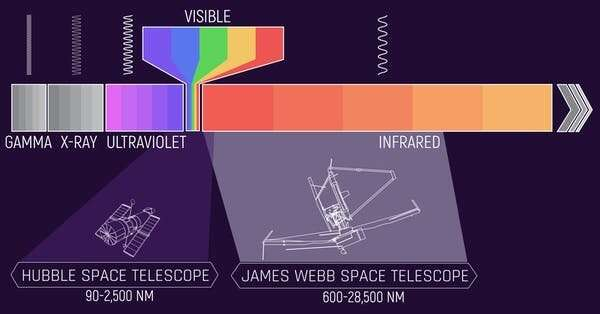 VISIBLE
GAMMA X-RAY ULTRAVIOLET INFRARED
HUBBLE SPACE TELESCOPE
90-2,500 NM
JAMES WEBB SPACE TELESCOPE
600-28,500 NM